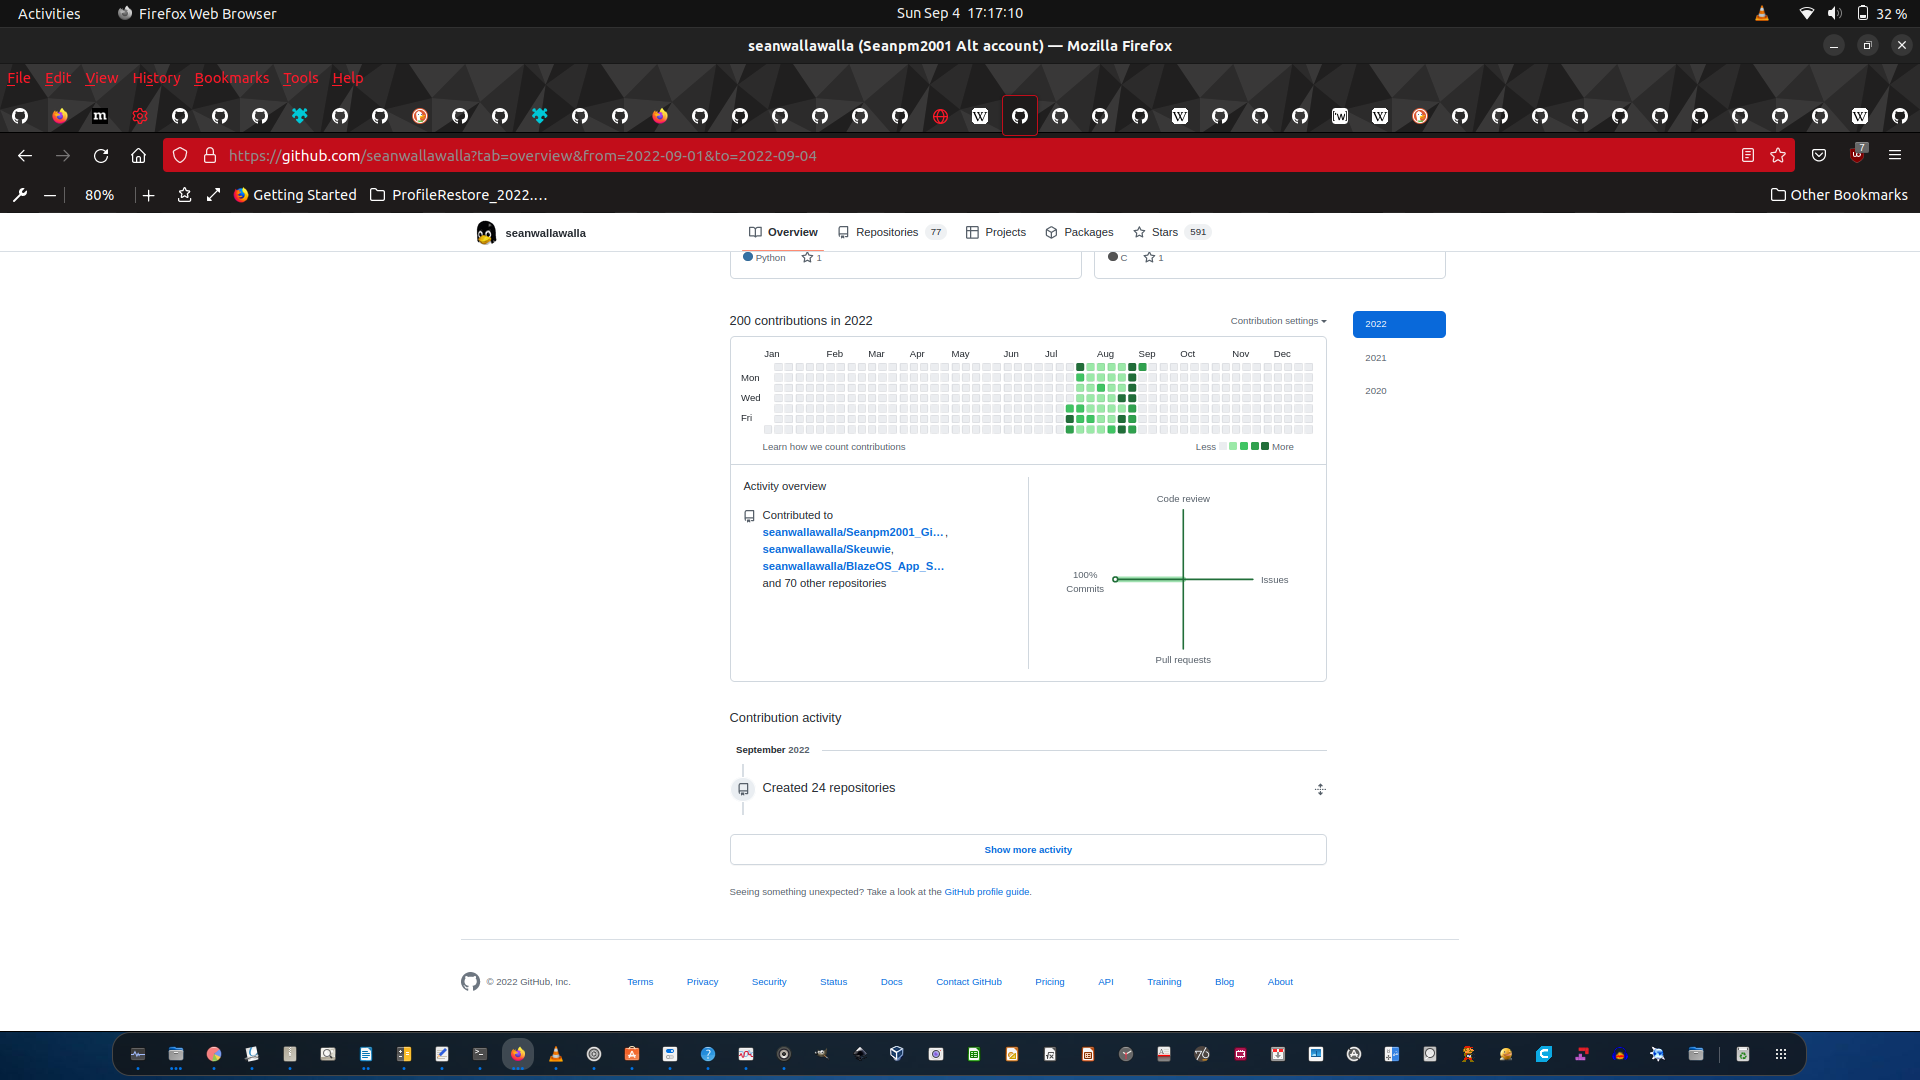 Activities
Firefox Web Browser
Sun Sep 4 17:17:10
32 %
seanwallawalla (Seanpm2001 Alt account) — Mozilla Firefox
File Edit View History Bookmarks Tools Help
https://github.com/seanwallawalla?tab=overview&from=2022-09-01&to=2022-09-04
7
80%
Getting Started
ProfileRestore_2022.…
Other Bookmarks
seanwallawalla
Overview
Repositories 77
Projects
Packages
Stars 591
Python 1
C 1
200 contributions in 2022
Contribution settings
2022
2021
2020
Jan Feb Mar Apr May Jun Jul Aug Sep Oct Nov Dec
Mon
Wed
Fri
Learn how we count contributions
Less More
Activity overview
Contributed to
seanwallawalla/Seanpm2001_Gi…,
seanwallawalla/Skeuwie,
seanwallawalla/BlazeOS_App_S…
and 70 other repositories
Code review
100%
Commits
Issues
Pull requests
Contribution activity
September 2022
Created 24 repositories
Show more activity
Seeing something unexpected? Take a look at the GitHub profile guide.
© 2022 GitHub, Inc.
Terms
Privacy
Security
Status
Docs
Contact GitHub
Pricing
API
Training
Blog
About